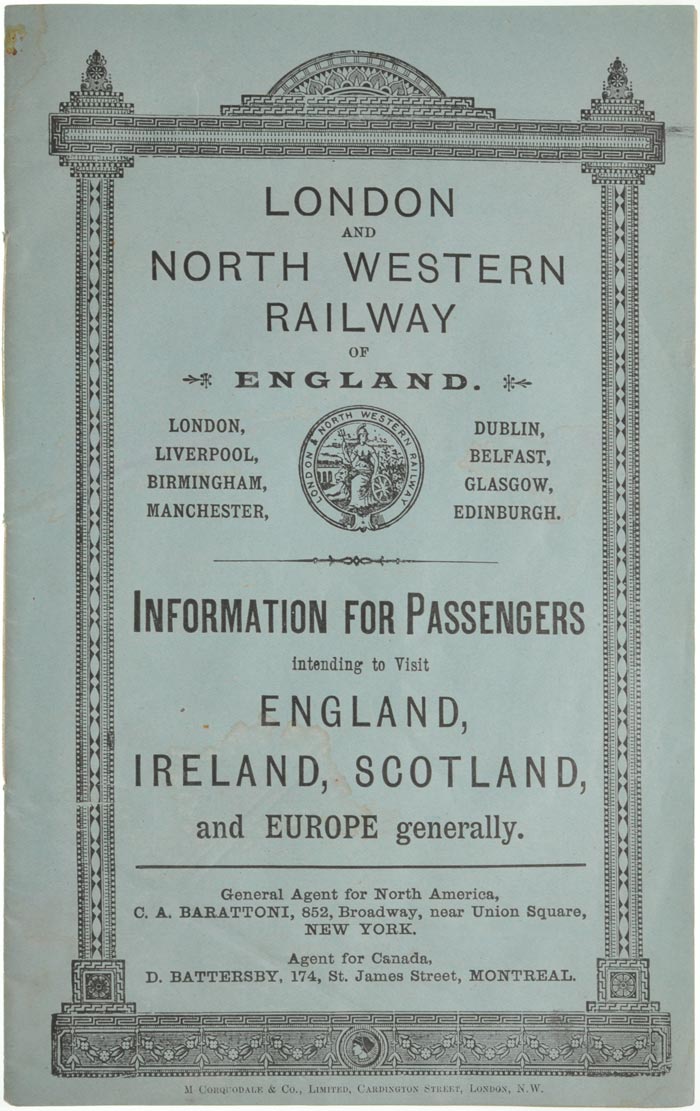 LONDON
AND
NORTH WESTERN
RAILWAY
OF
ENGLAND.
LONDON,
LIVERPOOL,
BIRMINGHAM,
MANCHESTER,
LONDON & NORTH WESTERN RAILWAY
DUBLIN,
BELFAST,
GLASGOW,
EDINBURGH.
INFORMATION FOR PASSENGERS
intending to Visit
ENGLAND,
IRELAND, SCOTLAND,
and EUROPE generally.
General Agent for North America,
C. A. BARATTONI, 852, Broadway, near Union Square,
NEW YORK.
Agent for Canada,
D. BATTERSBY, 174, St. James Street, MONTREAL.
M CORQUODALE & CO., LIMITED, CARDINGTON STREET, LONDON, N.W.